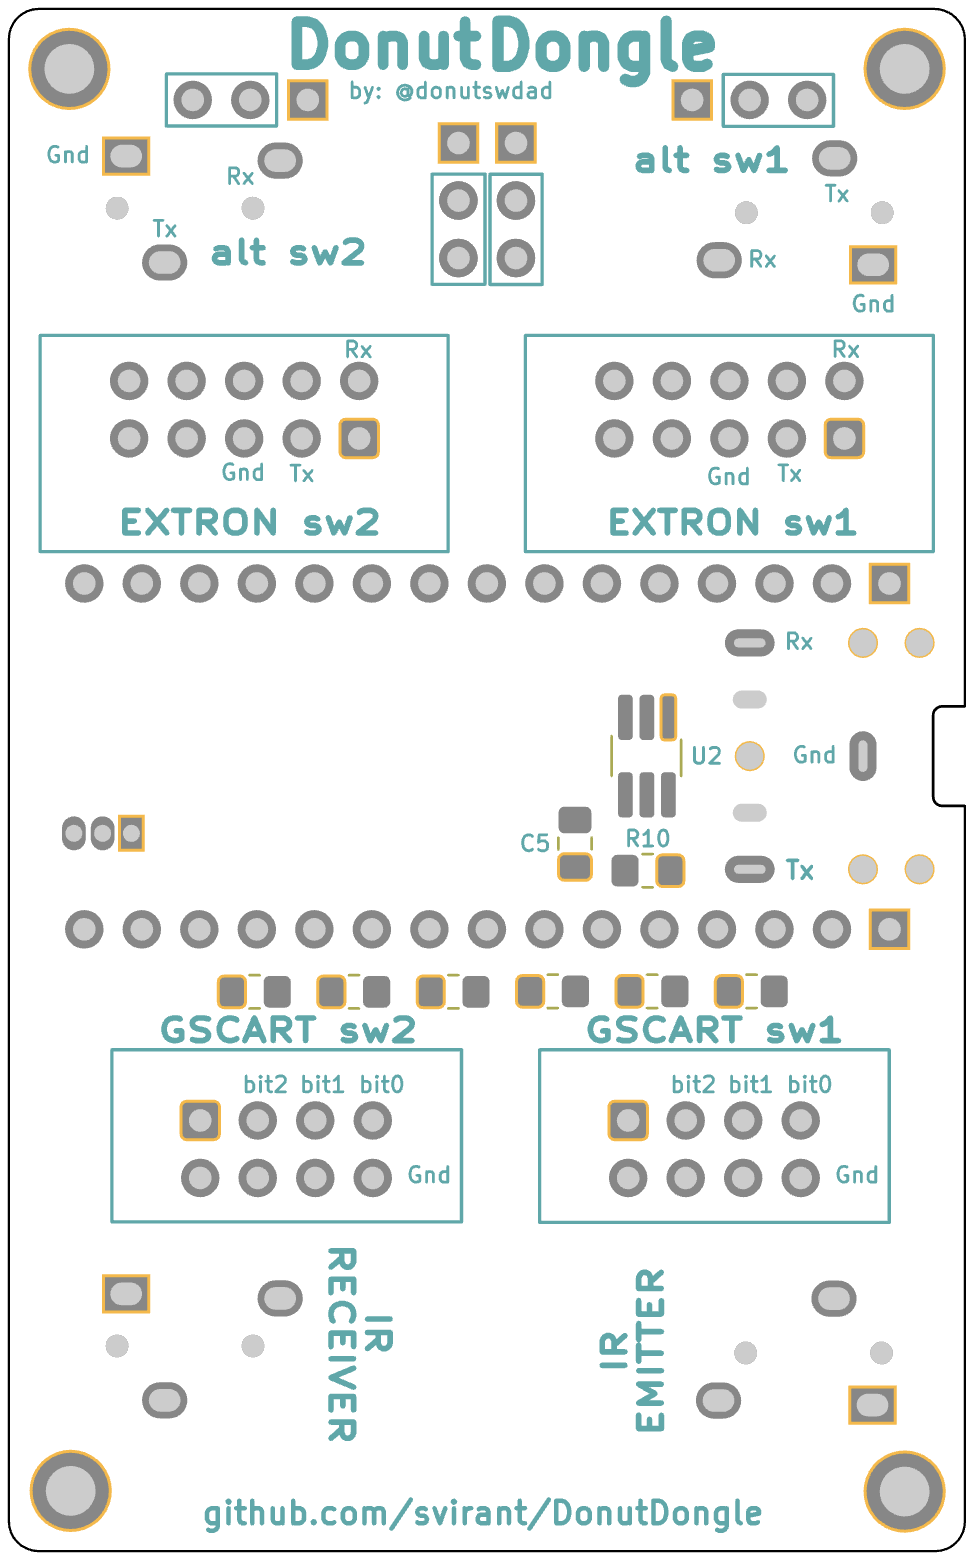 DonutDongle
by: @donutswdad
Gnd
Rx
Tx
alt sw2
alt sw1
Tx
Rx
Gnd
Rx
Gnd Tx
EXTRON sw2
Rx
Gnd Tx
EXTRON sw1
Rx
U2
Gnd
C5
R10
Tx
GSCART sw2
bit2 bit1 bit0
Gnd
GSCART sw1
bit2 bit1 bit0
Gnd
IR
RECEIVER
IR
EMITTER
github.com/svirant/DonutDongle